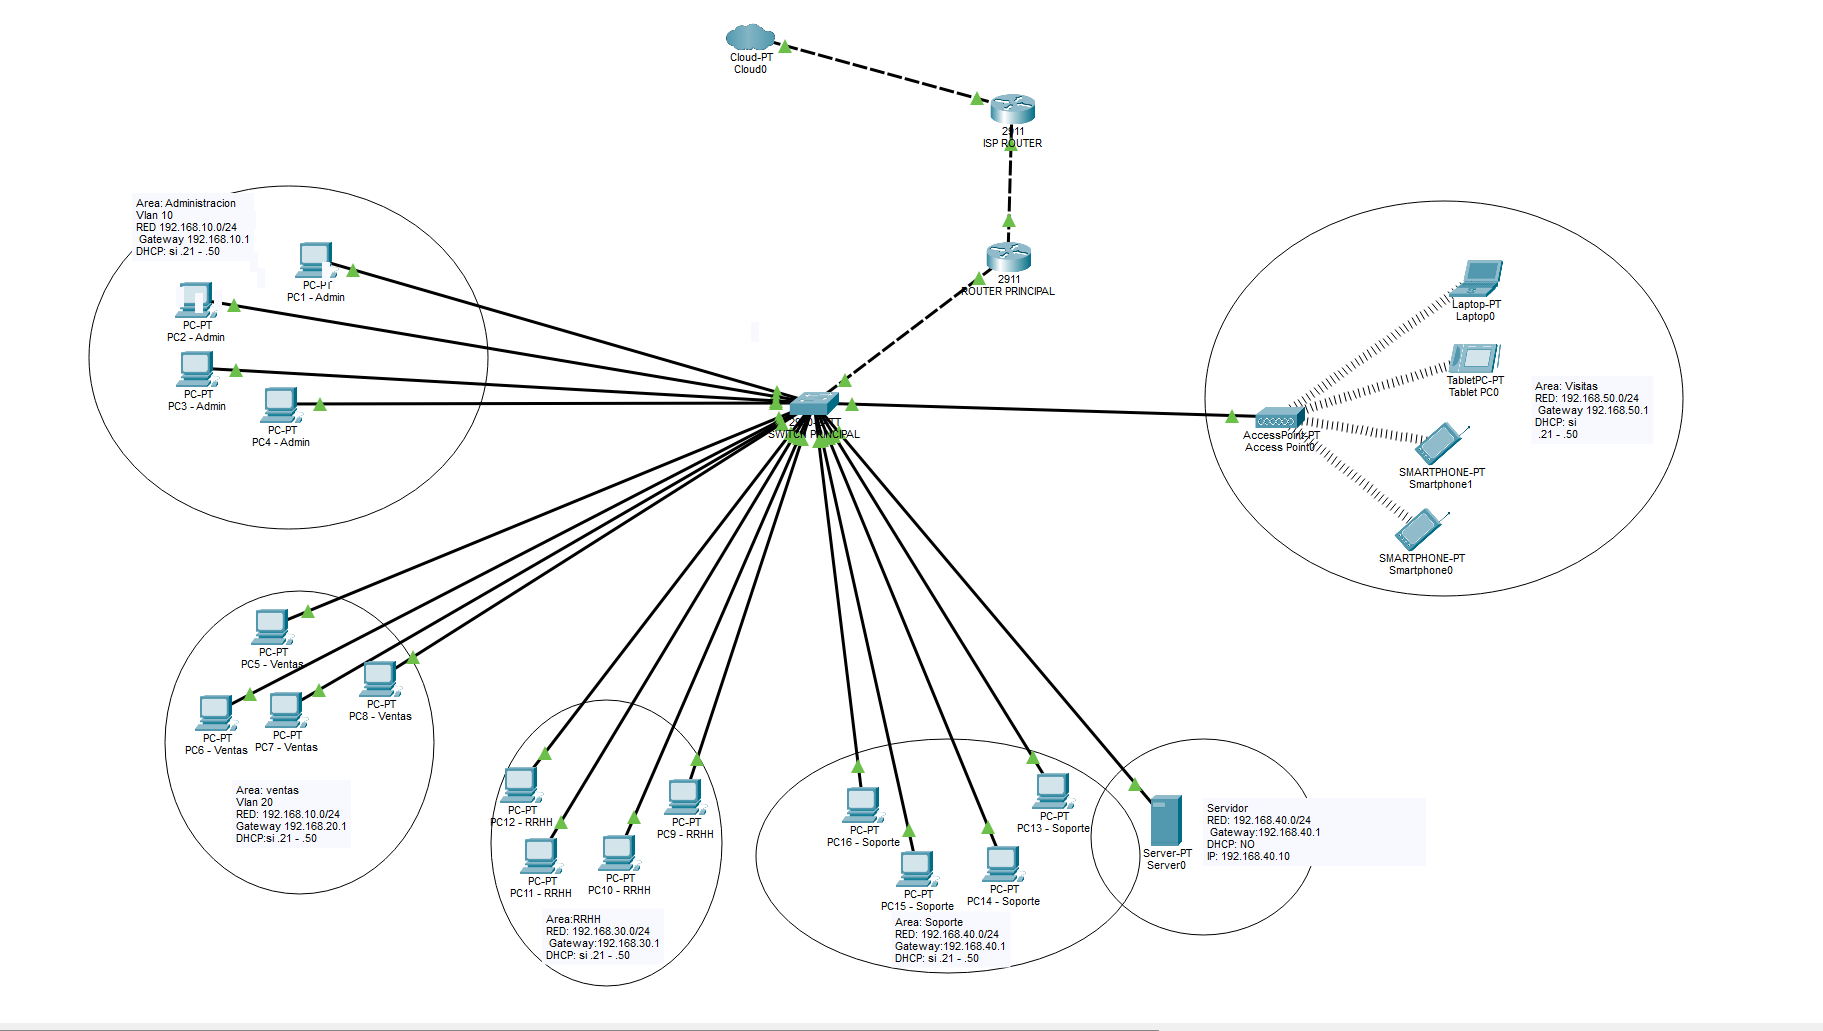 Cloud-PT
Cloud0
2911
ISP ROUTER
2911
ROUTER PRINCIPAL
Area: Administracion
Vlan 10
RED 192.168.10.0/24
Gateway 192.168.10.1
DHCP: si .21 - .50
PC-PT
PC1 - Admin
PC-PT
PC2 - Admin
PC-PT
PC3 - Admin
PC-PT
PC4 - Admin
SWITCH PRINCIPAL
AccessPoint-PT
Access Point0
Laptop-PT
Laptop0
TabletPC-PT
Tablet PC0
SMARTPHONE-PT
Smartphone1
SMARTPHONE-PT
Smartphone0
Area: Visitas
RED: 192.168.50.0/24
Gateway 192.168.50.1
DHCP: si
.21 - .50
PC-PT
PC5 - Ventas
PC-PT
PC6 - Ventas
PC-PT
PC7 - Ventas
PC-PT
PC8 - Ventas
Area: ventas
Vlan 20
RED: 192.168.10.0/24
Gateway 192.168.20.1
DHCP:si .21 - .50
PC-PT
PC12 - RRHH
PC-PT
PC11 - RRHH
PC-PT
PC10 - RRHH
PC-PT
PC9 - RRHH
Area:RRHH
RED: 192.168.30.0/24
Gateway:192.168.30.1
DHCP: si .21 - .50
PC-PT
PC16 - Soporte
PC-PT
PC15 - Soporte
PC-PT
PC14 - Soporte
PC-PT
PC13 - Soporte
Area: Soporte
RED: 192.168.40.0/24
Gateway:192.168.40.1
DHCP: si .21 - .50
Server-PT
Server0
Servidor
RED: 192.168.40.0/24
Gateway:192.168.40.1
DHCP: NO
IP: 192.168.40.10